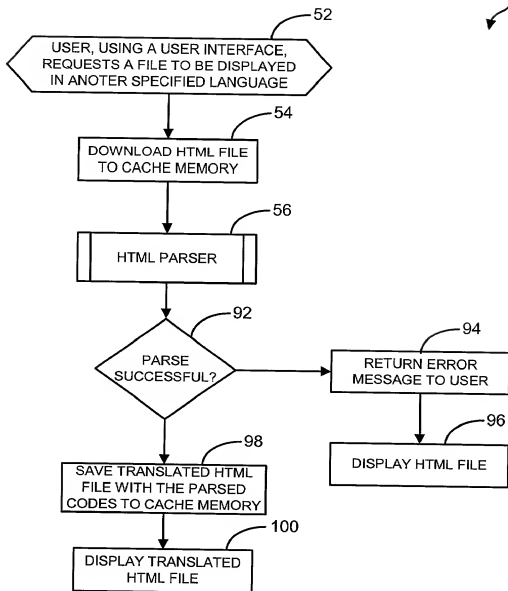 52
USER, USING A USER INTERFACE,
REQUESTS A FILE TO BE DISPLAYED
IN ANOTER SPECIFIED LANGUAGE
54
DOWNLOAD HTML FILE
TO CACHE MEMORY
56
HTML PARSER
92
PARSE
SUCCESSFUL?
94
RETURN ERROR
MESSAGE TO USER
96
DISPLAY HTML FILE
98
SAVE TRANSLATED HTML
FILE WITH THE PARSED
CODES TO CACHE MEMORY
100
DISPLAY TRANSLATED
HTML FILE